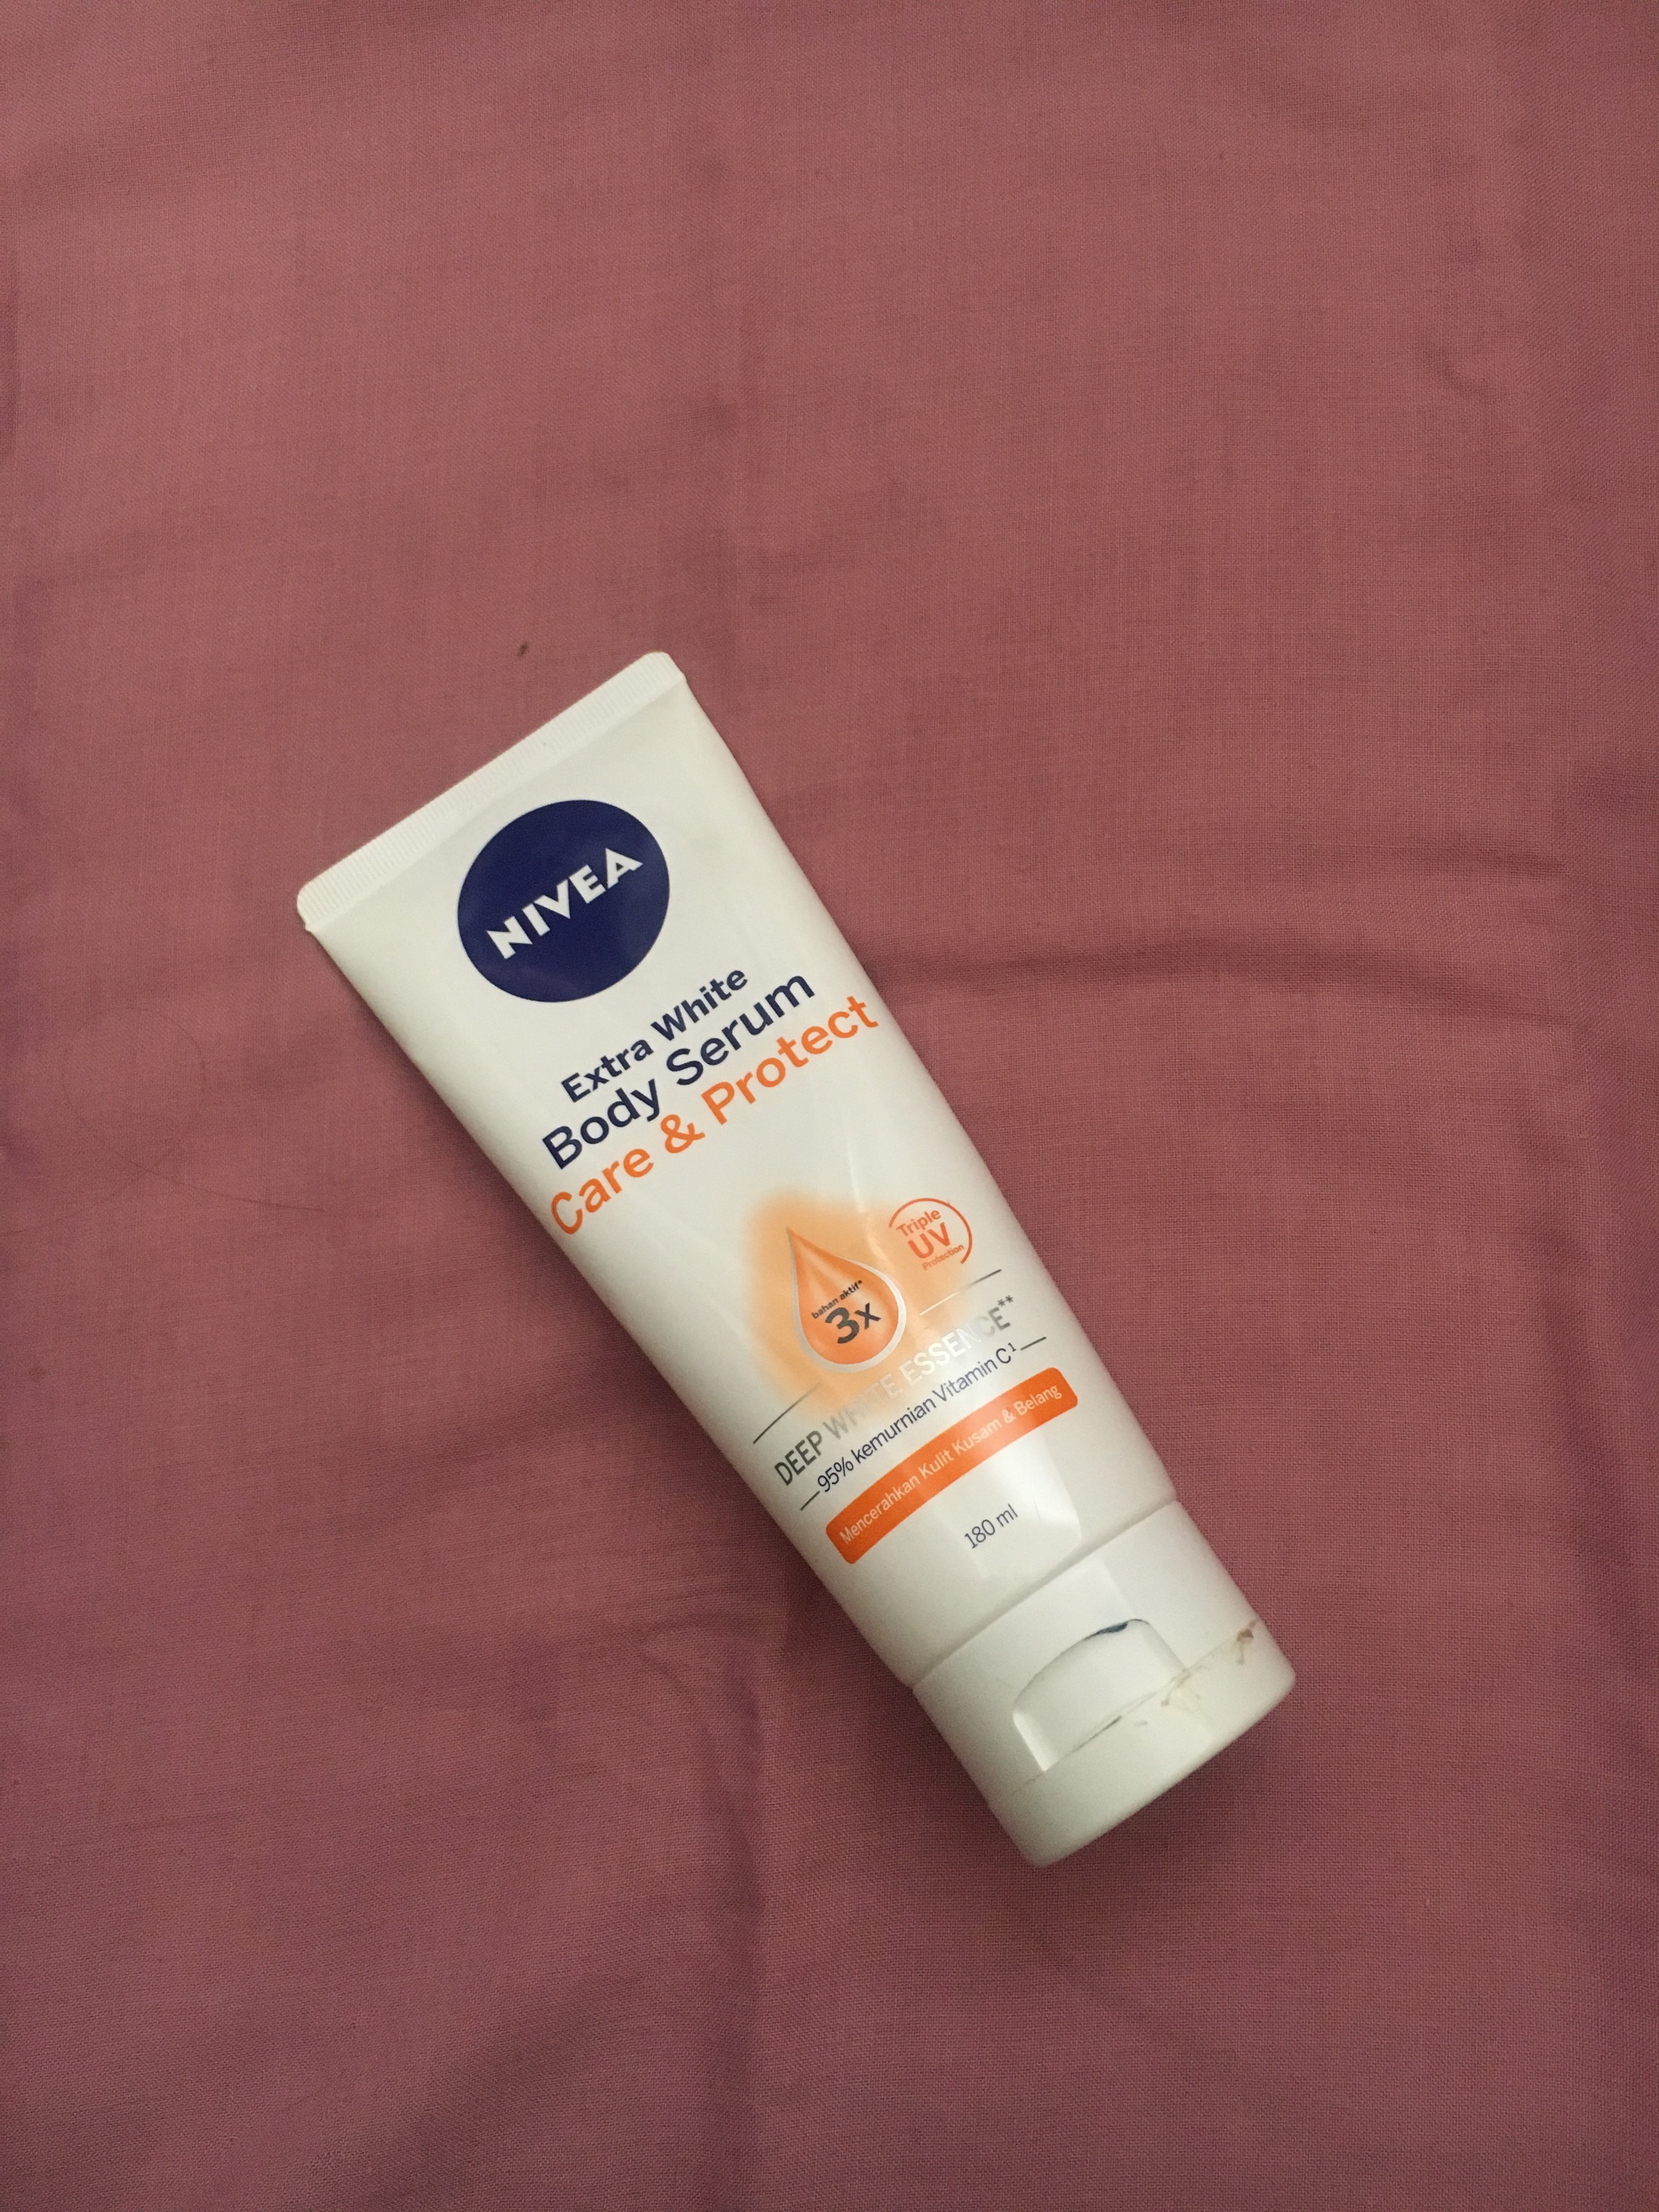 NIVEA
Extra White
Body Serum
Care & Protect
Triple
UV
Protection
bahan aktif*
3x
DEEP WHITE ESSENCE**
95% kemurnian Vitamin C¹
Mencerahkan Kulit Kusam & Belang
180 ml